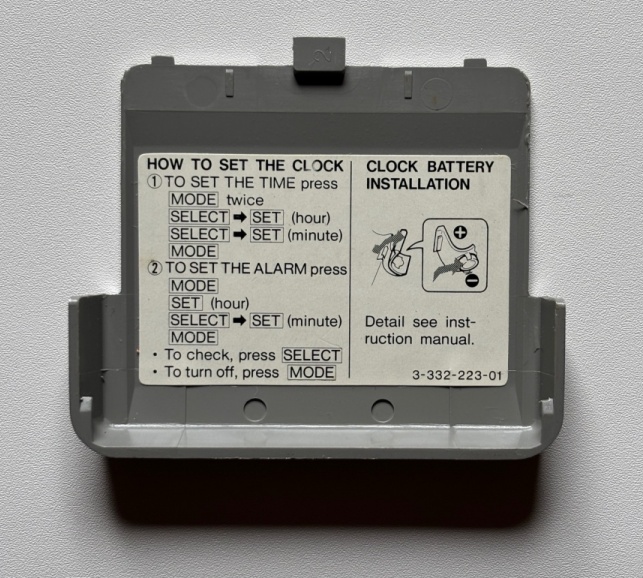 HOW TO SET THE CLOCK
① TO SET THE TIME press
MODE twice
SELECT ➡ SET (hour)
SELECT ➡ SET (minute)
MODE
② TO SET THE ALARM press
MODE
SET (hour)
SELECT ➡ SET (minute)
MODE
• To check, press SELECT
• To turn off, press MODE
CLOCK BATTERY
INSTALLATION
+
−
Detail see inst-
ruction manual.
3-332-223-01